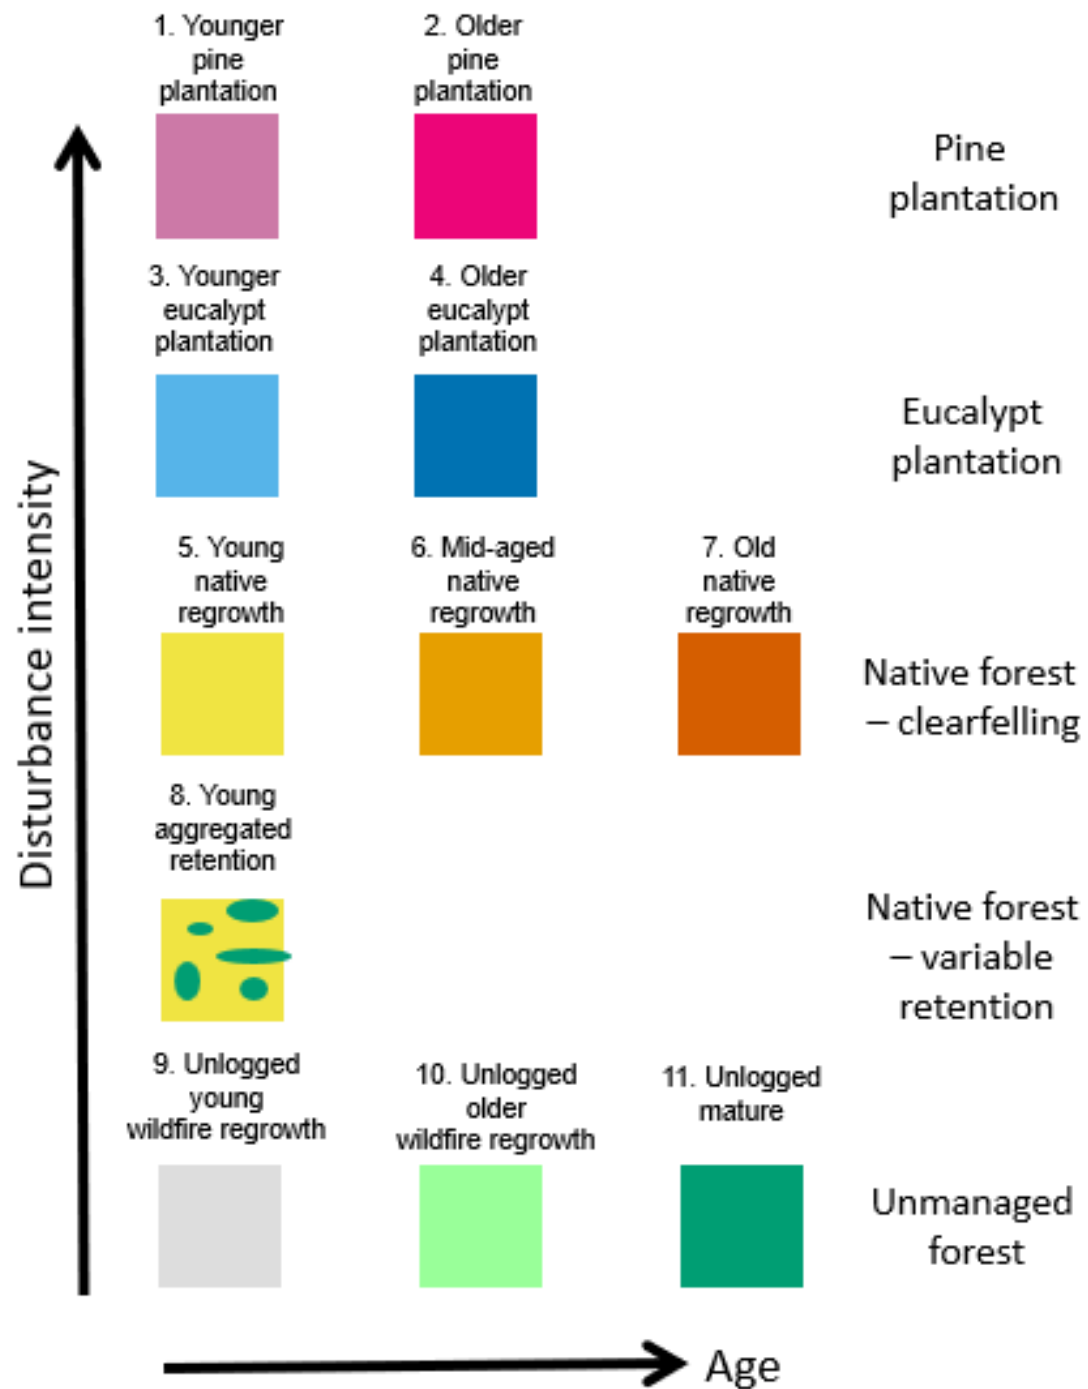 1. Younger
pine
plantation
2. Older
pine
plantation
Pine
plantation
3. Younger
eucalypt
plantation
4. Older
eucalypt
plantation
Eucalypt
plantation
5. Young
native
regrowth
6. Mid-aged
native
regrowth
7. Old
native
regrowth
Native forest
– clearfelling
8. Young
aggregated
retention
Native forest
– variable
retention
9. Unlogged
young
wildfire regrowth
10. Unlogged
older
wildfire regrowth
11. Unlogged
mature
Unmanaged
forest
Disturbance intensity
Age